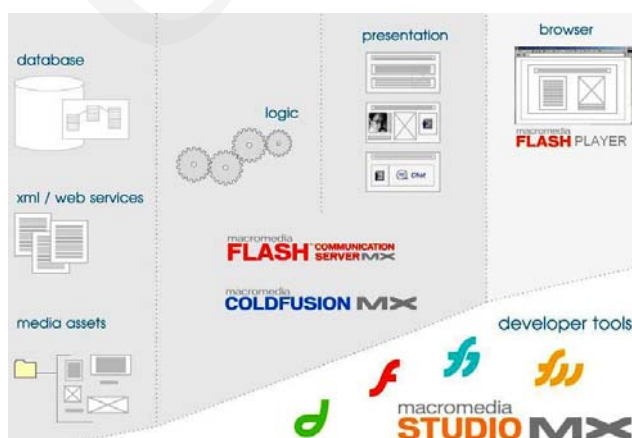 database
xml / web services
media assets
logic
presentation
Chat
macromedia
FLASH COMMUNICATION
SERVER MX
macromedia
COLDFUSION MX
browser
macromedia
FLASH PLAYER
developer tools
macromedia
STUDIO MX